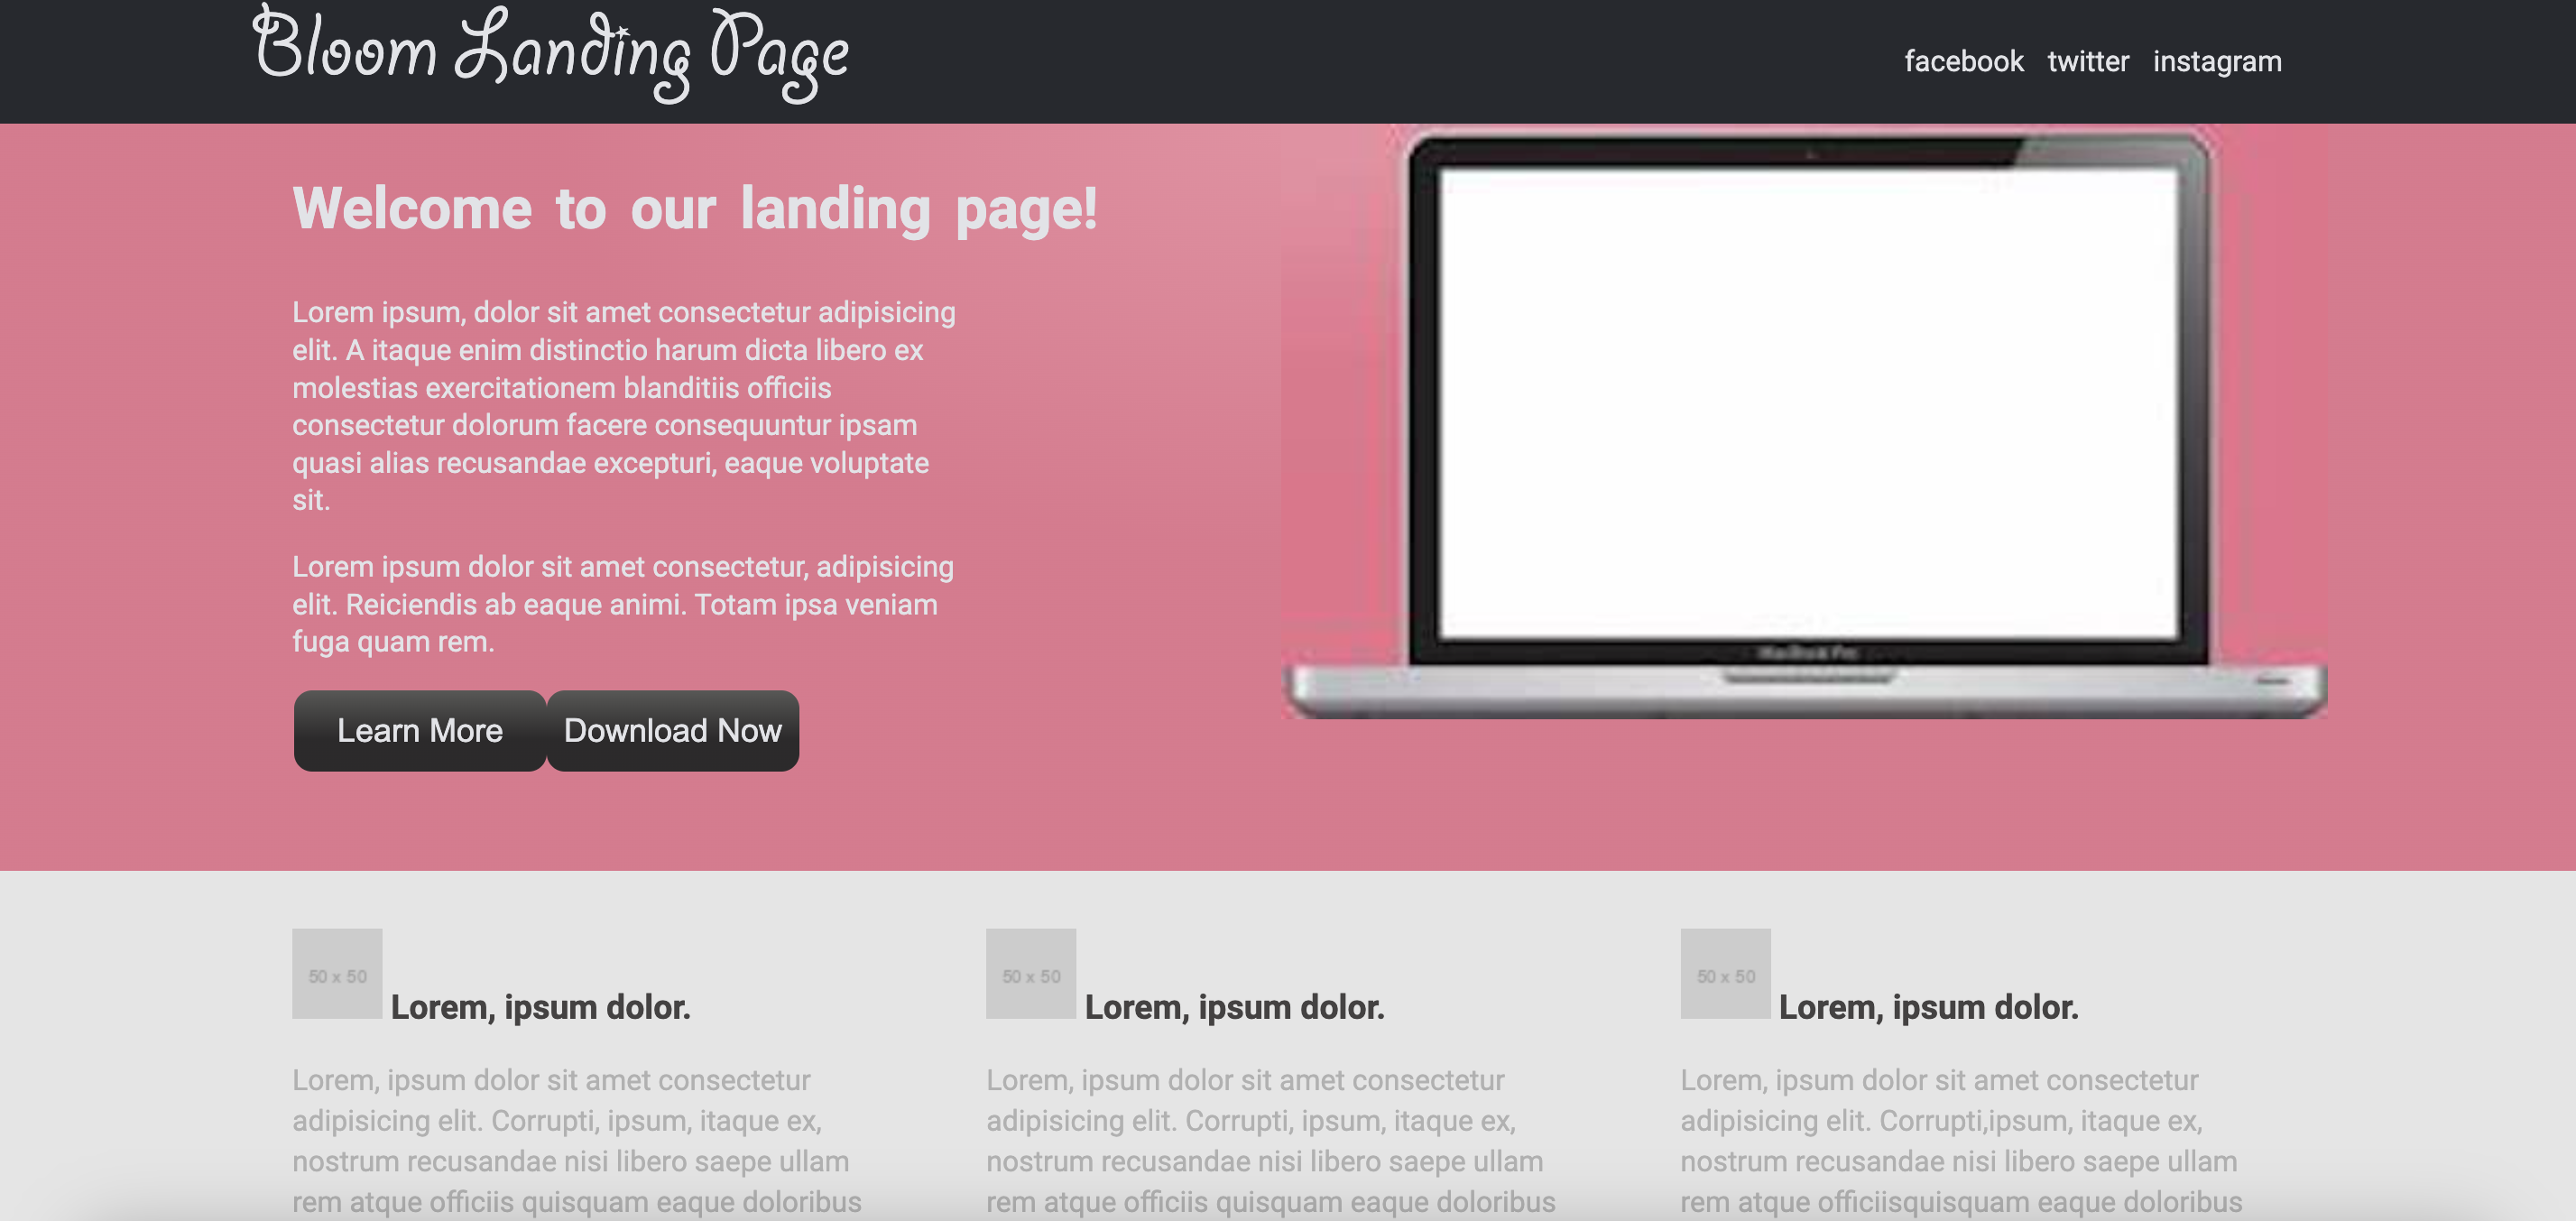 Bloom Landing Page
facebook twitter instagram
Welcome to our landing page!
Lorem ipsum, dolor sit amet consectetur adipisicing
elit. A itaque enim distinctio harum dicta libero ex
molestias exercitationem blanditiis officiis
consectetur dolorum facere consequuntur ipsam
quasi alias recusandae excepturi, eaque voluptate
sit.
Lorem ipsum dolor sit amet consectetur, adipisicing
elit. Reiciendis ab eaque animi. Totam ipsa veniam
fuga quam rem.
Learn More
Download Now
MacBook Pro
50 x 50
Lorem, ipsum dolor.
Lorem, ipsum dolor sit amet consectetur
adipisicing elit. Corrupti, ipsum, itaque ex,
nostrum recusandae nisi libero saepe ullam
rem atque officiis quisquam eaque doloribus
50 x 50
Lorem, ipsum dolor.
Lorem, ipsum dolor sit amet consectetur
adipisicing elit. Corrupti, ipsum, itaque ex,
nostrum recusandae nisi libero saepe ullam
rem atque officiis quisquam eaque doloribus
50 x 50
Lorem, ipsum dolor.
Lorem, ipsum dolor sit amet consectetur
adipisicing elit. Corrupti,ipsum, itaque ex,
nostrum recusandae nisi libero saepe ullam
rem atque officiisquisquam eaque doloribus